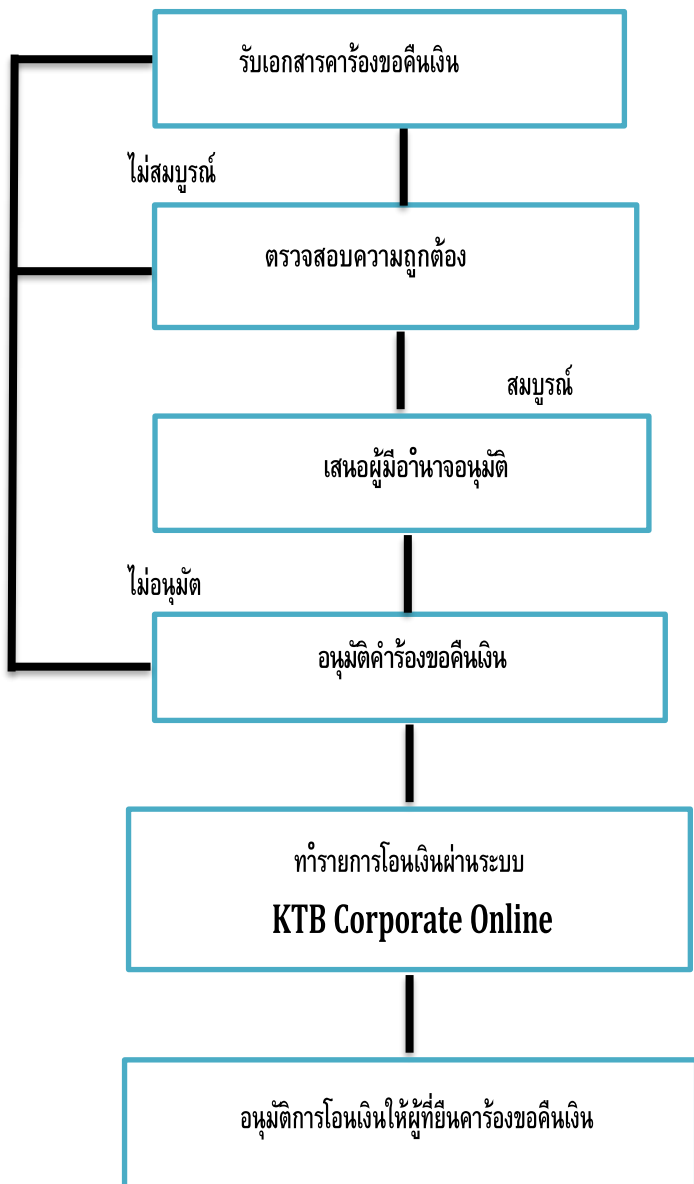 รับเอกสารคาร้องขอคืนเงิน
ไม่สมบูรณ์
ตรวจสอบความถูกต้อง
สมบูรณ์
เสนอผู้มีอำนาจอนุมัติ
ไม่อนุมัต
อนุมัติคำร้องขอคืนเงิน
ทำรายการโอนเงินผ่านระบบ
KTB Corporate Online
อนุมัติการโอนเงินให้ผู้ที่ยืนคาร้องขอคืนเงิน